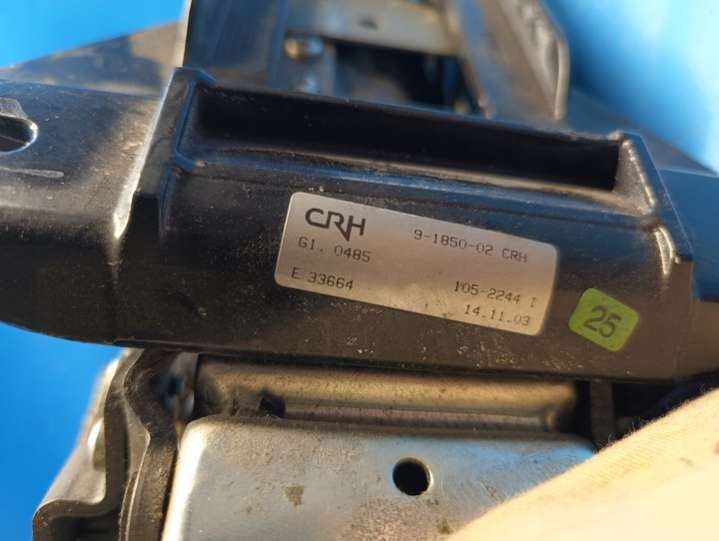 CRH
9-1850-02 CRH
G1. 0485
E 33664
105-2244 I
14.11.03
25